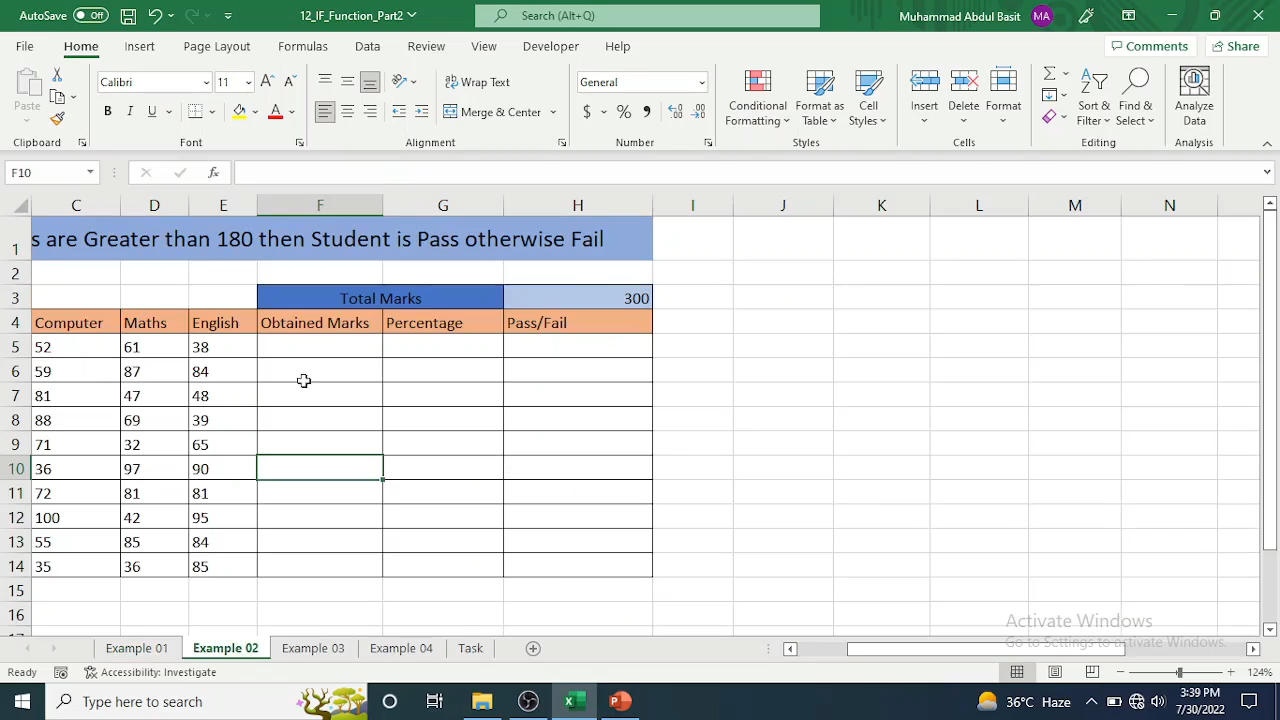 AutoSave Off 12_IF_Function_Part2 Search (Alt+Q) Muhammad Abdul Basit MA
File Home Insert Page Layout Formulas Data Review View Developer Help Comments Share
Paste Calibri 11 Wrap Text General Conditional Formatting Format as Table Cell Styles Insert Delete Format Sort & Filter Find & Select Analyze Data
B I U A Merge & Center $ %
Clipboard Font Alignment Number Styles Cells Editing Analysis
F10 fx
C D E F G H I J K L M N
1 s are Greater than 180 then Student is Pass otherwise Fail
2
3 Total Marks 300
4 Computer Maths English Obtained Marks Percentage Pass/Fail
5 52 61 38
6 59 87 84
7 81 47 48
8 88 69 39
9 71 32 65
10 36 97 90
11 72 81 81
12 100 42 95
13 55 85 84
14 35 36 85
15
16
Activate Windows
Go to Settings to activate Windows.
Example 01 Example 02 Example 03 Example 04 Task
Ready Accessibility: Investigate 124%
Type here to search 36°C Haze 3:39 PM
7/30/2022